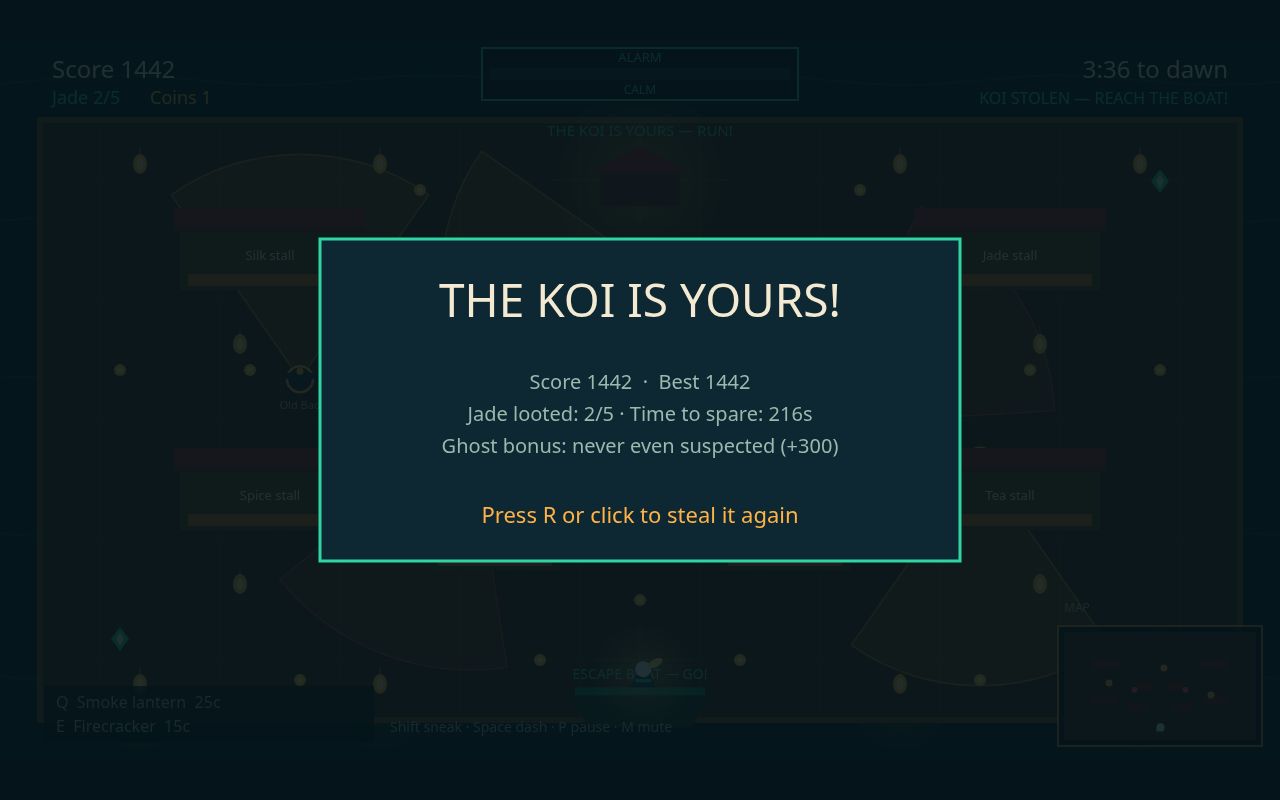 Score 1442
ALARM
3:36 to dawn
Jade 2/5 Coins 1
CALM
KOI STOLEN — REACH THE BOAT!
THE KOI IS YOURS — RUN!
Silk stall
Jade stall
THE KOI IS YOURS!
Score 1442 · Best 1442
Jade looted: 2/5 · Time to spare: 216s
Ghost bonus: never even suspected (+300)
Spice stall
Tea stall
Press R or click to steal it again
MAP
Q Smoke lantern 25c
E Firecracker 15c
Shift sneak · Space dash · P pause · M mute